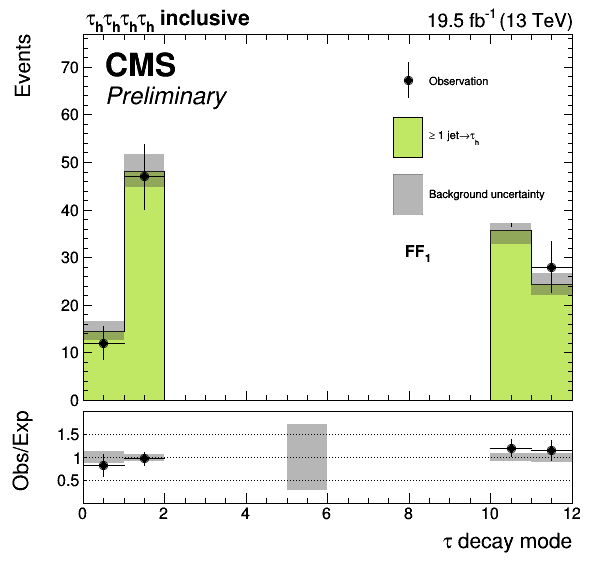 τhτhτhτh inclusive
19.5 fb⁻¹ (13 TeV)
Events
CMS
Preliminary
Observation
≥ 1 jet→τh
Background uncertainty
FF₁
70
60
50
40
30
20
10
0
Obs/Exp
1.5
1
0.5
0 2 4 6 8 10 12
τ decay mode